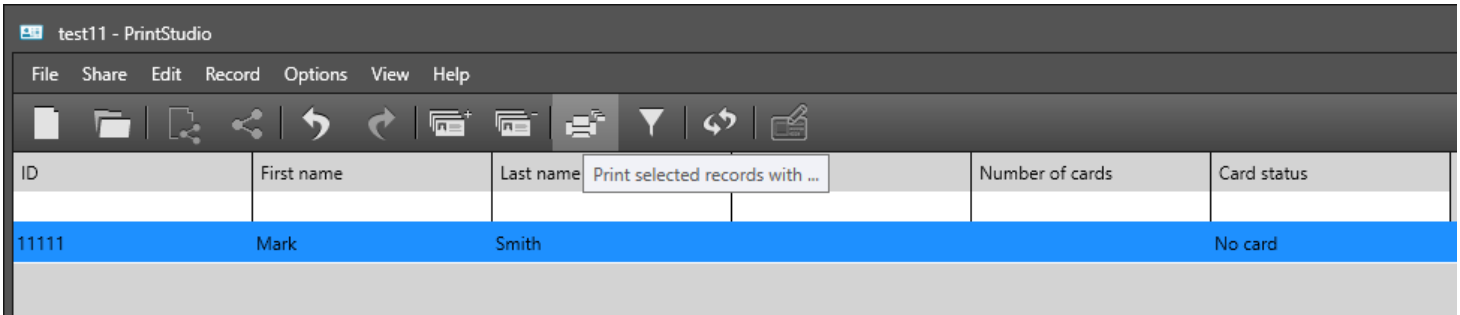 test11 - PrintStudio
File Share Edit Record Options View Help
ID First name Last name Number of cards Card status
Print selected records with ...
11111 Mark Smith No card